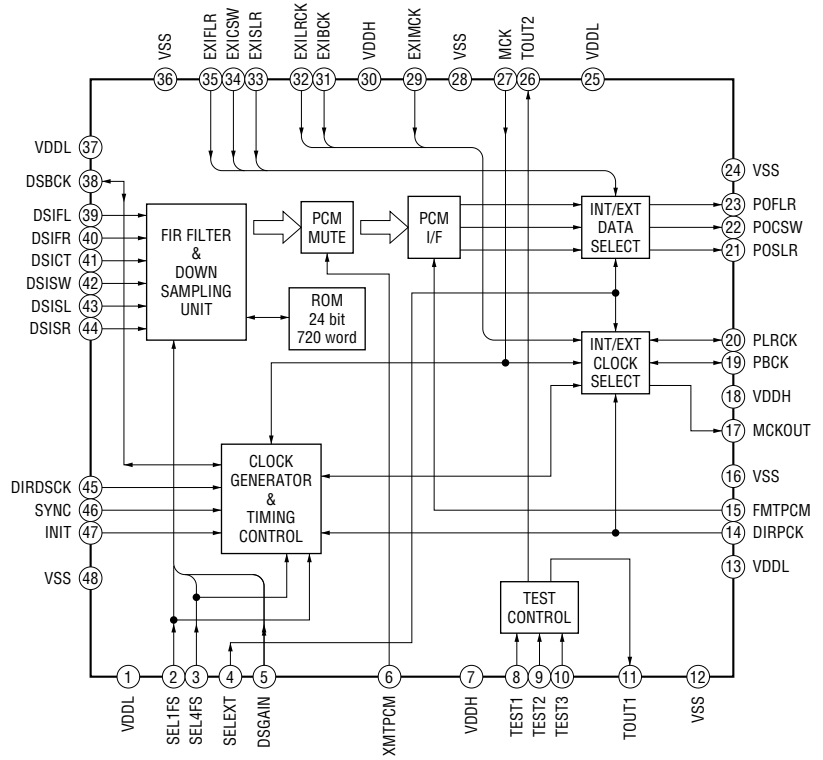 VSS
EXIFLR
EXICSW
EXISLR
EXILRCK
EXIBCK
VDDH
EXIMCK
VSS
MCK
TOUT2
VDDL
36
35
34
33
32
31
30
29
28
27
26
25
VDDL 37
DSBCK 38
DSIFL 39
DSIFR 40
DSICT 41
DSISW 42
DSISL 43
DSISR 44
DIRDSCK 45
SYNC 46
INIT 47
VSS 48
FIR FILTER
&
DOWN
SAMPLING
UNIT
PCM
MUTE
PCM
I/F
INT/EXT
DATA
SELECT
ROM
24 bit
720 word
INT/EXT
CLOCK
SELECT
CLOCK
GENERATOR
&
TIMING
CONTROL
TEST
CONTROL
24 VSS
23 POFLR
22 POCSW
21 POSLR
20 PLRCK
19 PBCK
18 VDDH
17 MCKOUT
16 VSS
15 FMTPCM
14 DIRPCK
13 VDDL
1
2
3
4
5
6
7
8
9
10
11
12
VDDL
SEL1FS
SEL4FS
SELEXT
DSGAIN
XMTPCM
VDDH
TEST1
TEST2
TEST3
TOUT1
VSS